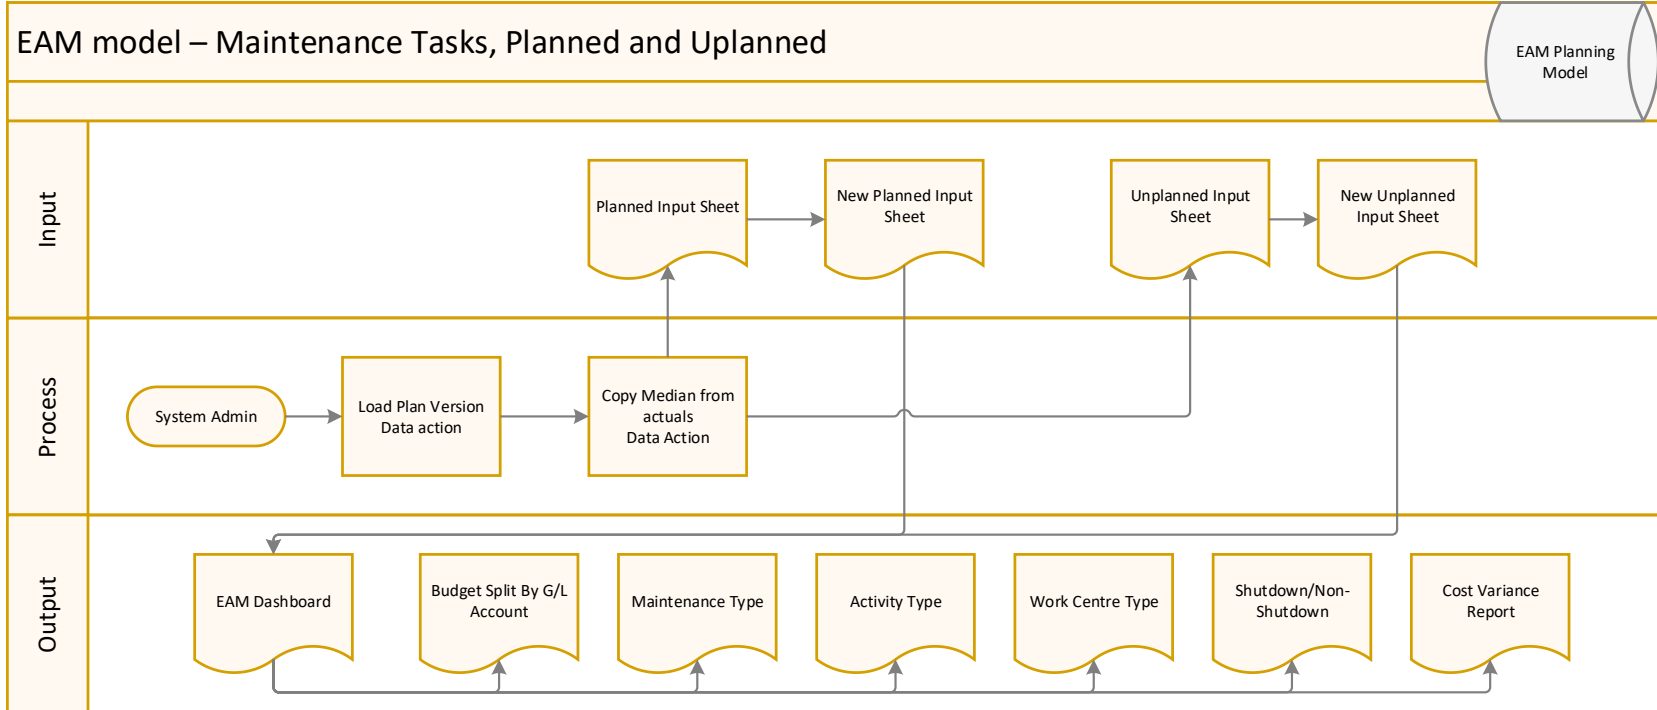 EAM model – Maintenance Tasks, Planned and Uplanned
EAM Planning
Model
Input
Planned Input Sheet
New Planned Input
Sheet
Unplanned Input
Sheet
New Unplanned
Input Sheet
Process
System Admin
Load Plan Version
Data action
Copy Median from
actuals
Data Action
Output
EAM Dashboard
Budget Split By G/L
Account
Maintenance Type
Activity Type
Work Centre Type
Shutdown/Non-
Shutdown
Cost Variance
Report